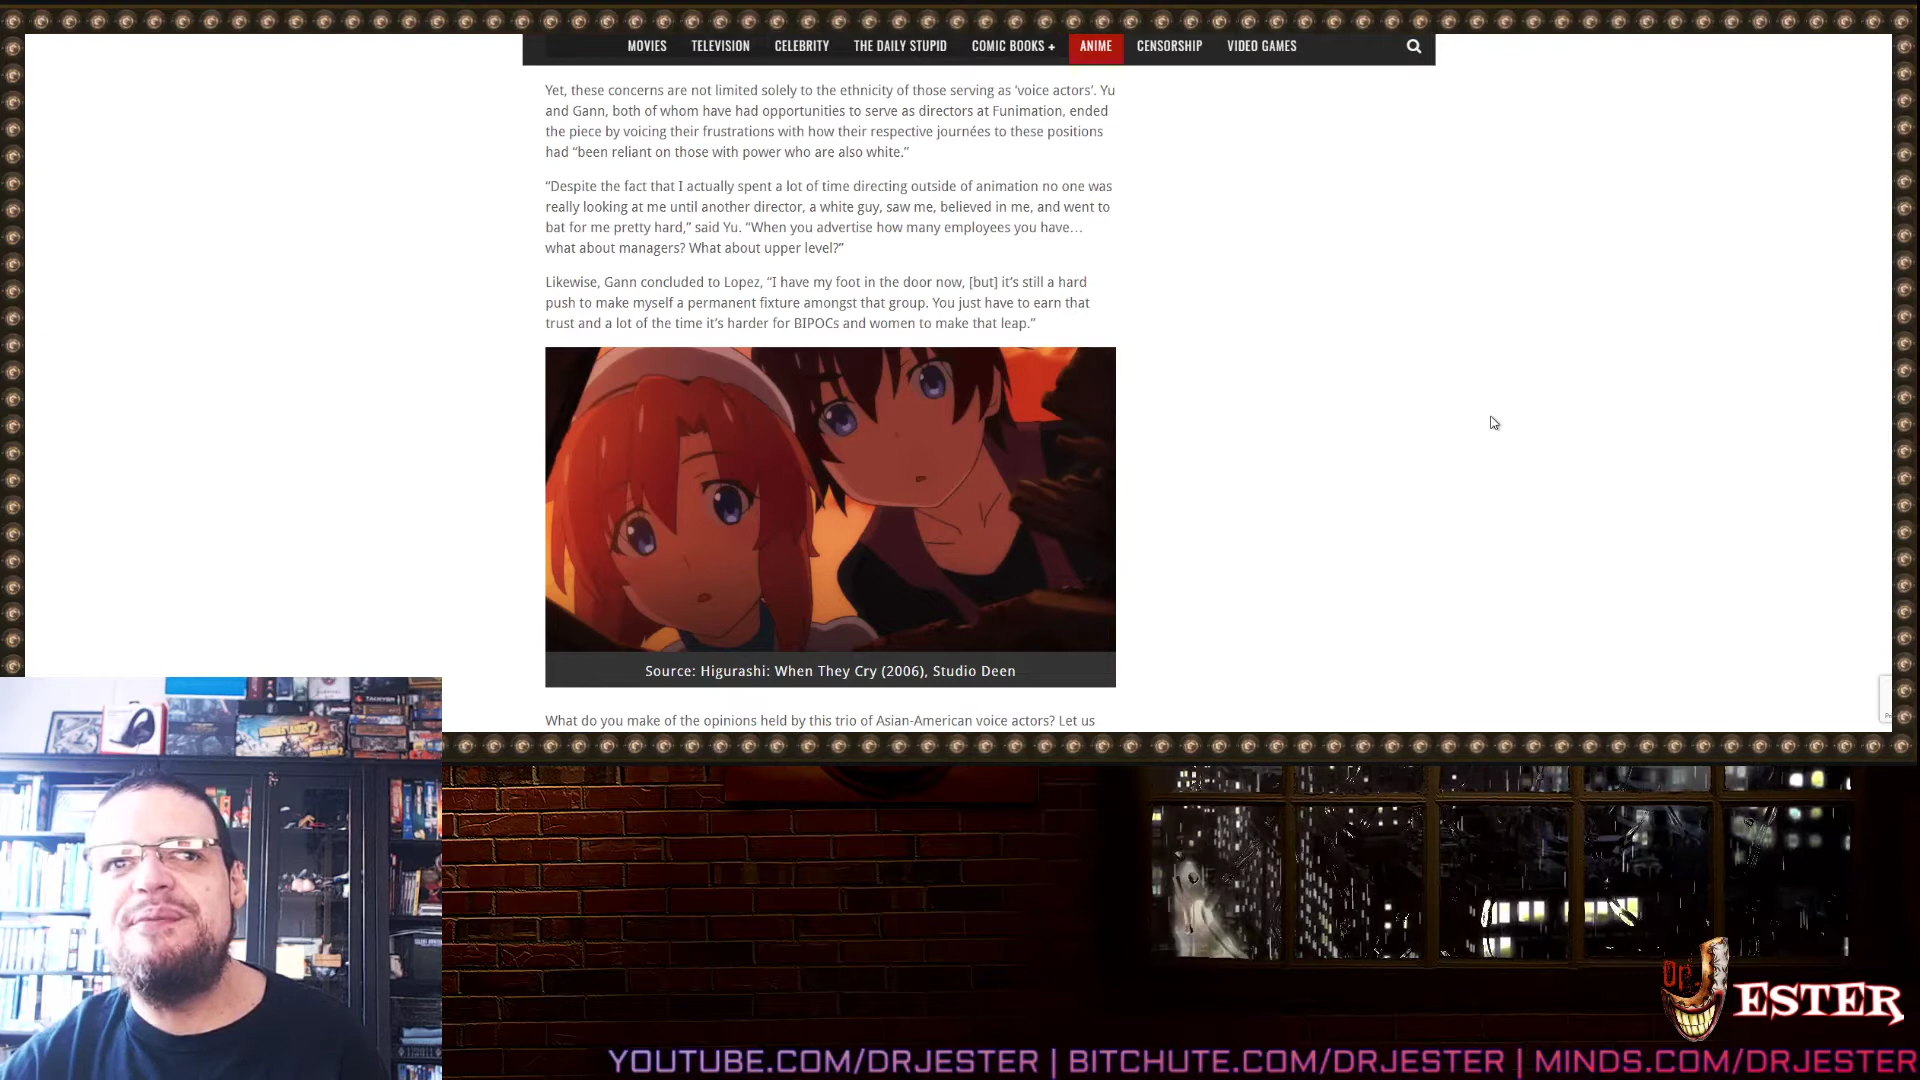 MOVIES TELEVISION CELEBRITY THE DAILY STUPID COMIC BOOKS + ANIME CENSORSHIP VIDEO GAMES
Yet, these concerns are not limited solely to the ethnicity of those serving as ‘voice actors’. Yu
and Gann, both of whom have had opportunities to serve as directors at Funimation, ended
the piece by voicing their frustrations with how their respective journées to these positions
had “been reliant on those with power who are also white.”
“Despite the fact that I actually spent a lot of time directing outside of animation no one was
really looking at me until another director, a white guy, saw me, believed in me, and went to
bat for me pretty hard,” said Yu. “When you advertise how many employees you have…
what about managers? What about upper level?”
Likewise, Gann concluded to Lopez, “I have my foot in the door now, [but] it’s still a hard
push to make myself a permanent fixture amongst that group. You just have to earn that
trust and a lot of the time it’s harder for BIPOCs and women to make that leap.”
Source: Higurashi: When They Cry (2006), Studio Deen
What do you make of the opinions held by this trio of Asian-American voice actors? Let us
BORDERLANDS 2
Dr. JESTER
YOUTUBE.COM/DRJESTER | BITCHUTE.COM/DRJESTER | MINDS.COM/DRJESTER